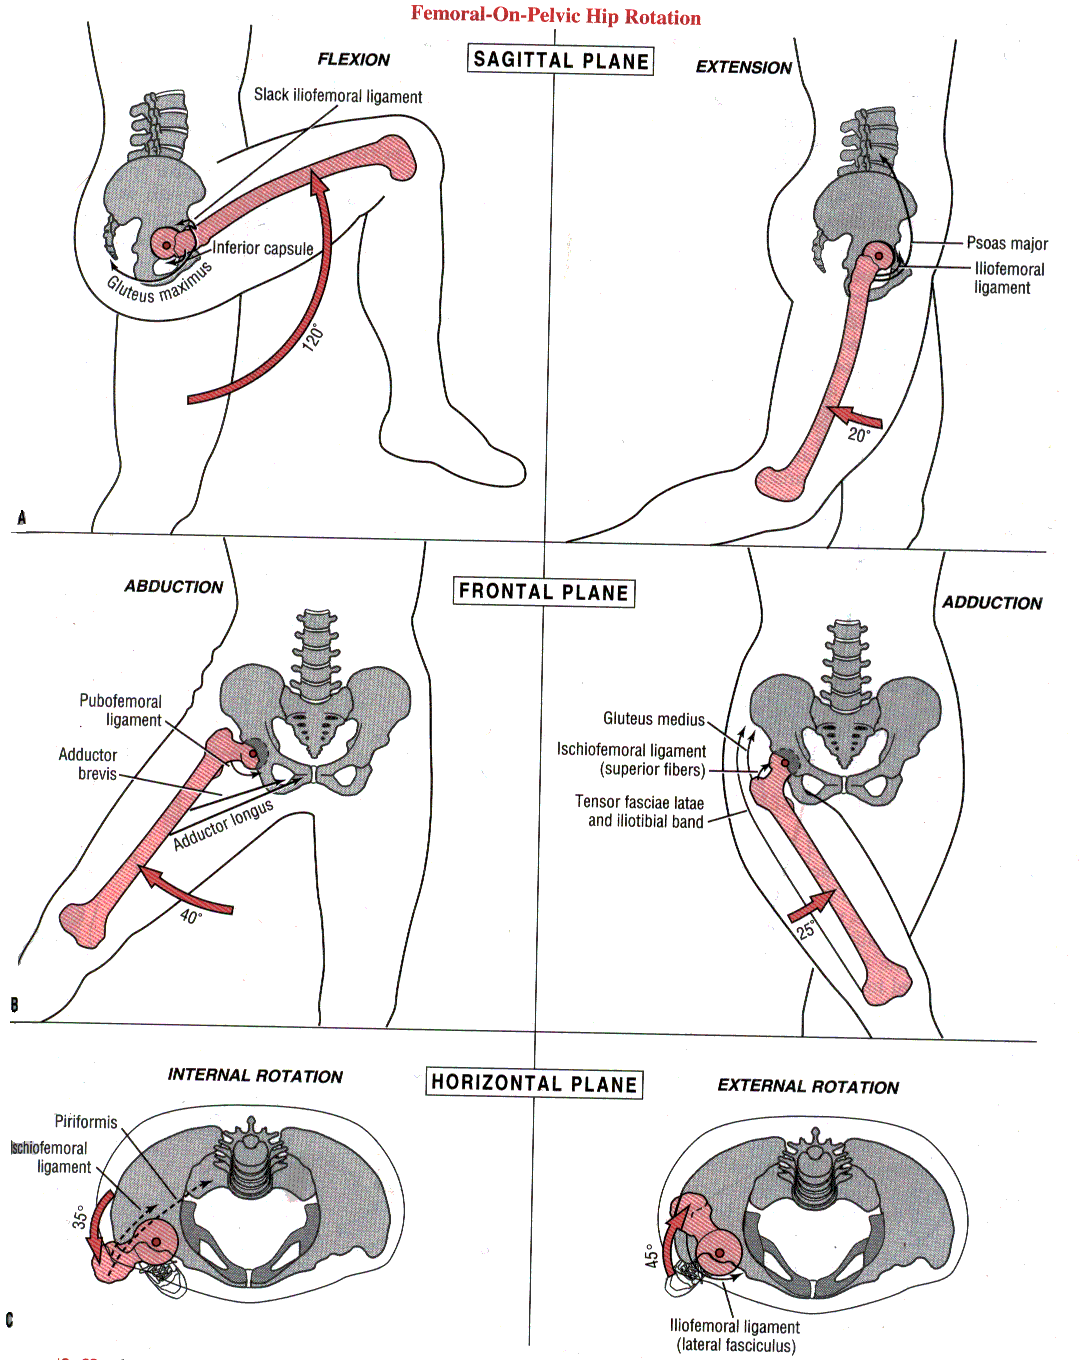 Femoral-On-Pelvic Hip Rotation
SAGITTAL PLANE
FLEXION
EXTENSION
Slack iliofemoral ligament
Inferior capsule
Gluteus maximus
120°
Psoas major
Iliofemoral
ligament
20°
A
FRONTAL PLANE
ABDUCTION
ADDUCTION
Pubofemoral
ligament
Adductor
brevis
Adductor longus
40°
Gluteus medius
Ischiofemoral ligament
(superior fibers)
Tensor fasciae latae
and iliotibial band
25°
B
HORIZONTAL PLANE
INTERNAL ROTATION
EXTERNAL ROTATION
Piriformis
Ischiofemoral
ligament
35°
45°
Iliofemoral ligament
(lateral fasciculus)
C